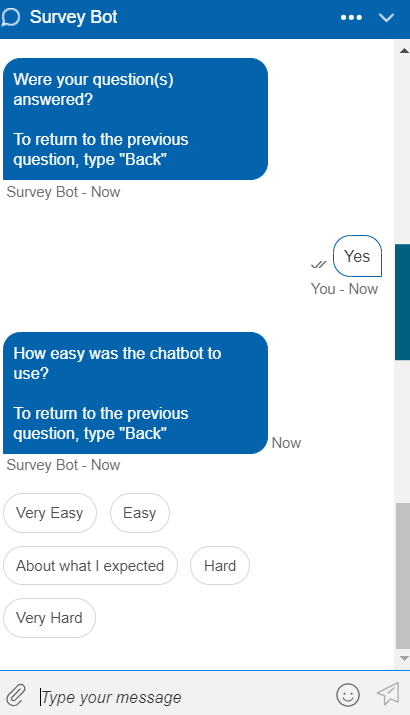 Survey Bot
Were your question(s)
answered?
To return to the previous
question, type "Back"
Survey Bot - Now
Yes
You - Now
How easy was the chatbot to
use?
To return to the previous
question, type "Back"
Now
Survey Bot - Now
Very Easy
Easy
About what I expected
Hard
Very Hard
Type your message